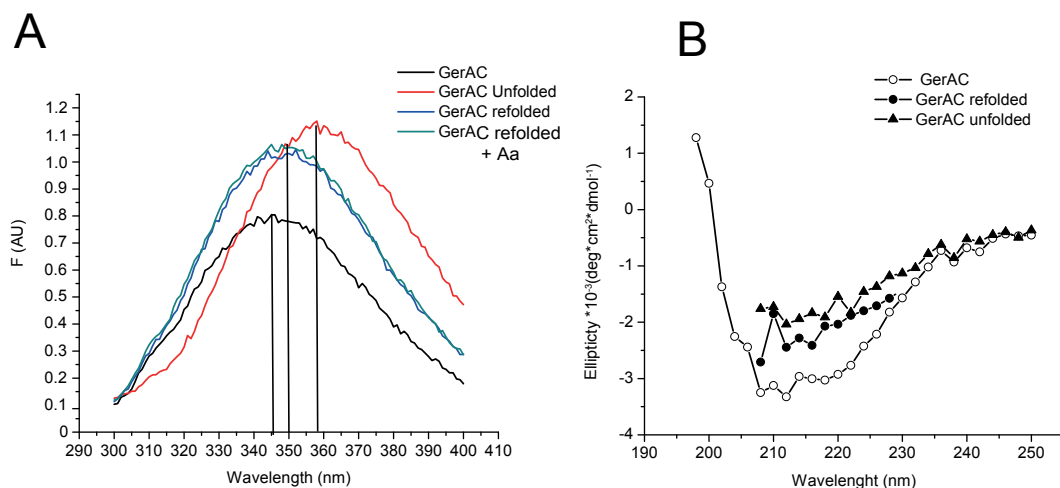 A
GerAC
GerAC Unfolded
GerAC refolded
GerAC refolded
+ Aa
F (AU)
1.2
1.1
1.0
0.9
0.8
0.7
0.6
0.5
0.4
0.3
0.2
0.1
0
290 300 310 320 330 340 350 360 370 380 390 400 410
Wavelength (nm)
B
GerAC
GerAC refolded
GerAC unfolded
Ellipticty *10⁻³(deg*cm²*dmol⁻¹)
2
1
0
-1
-2
-3
-4
190 200 210 220 230 240 250
Wavelenght (nm)